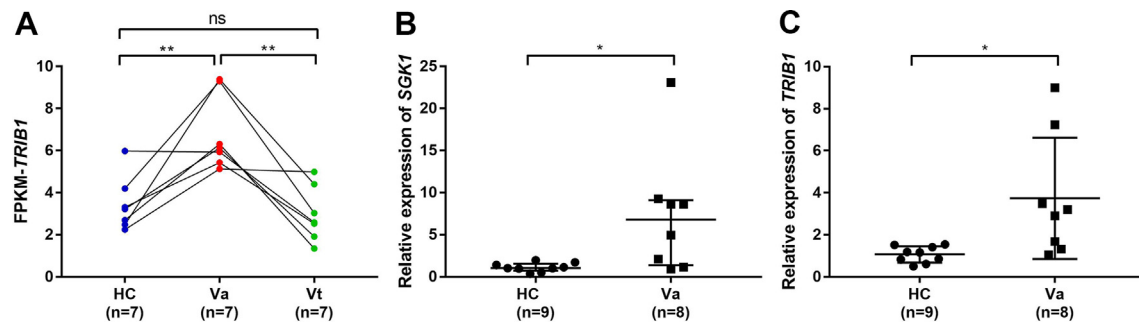 A
ns
**
**
FPKM-TRIB1
10
8
6
4
2
0
HC
(n=7)
Va
(n=7)
Vt
(n=7)
B
*
Relative expression of SGK1
25
20
15
10
5
0
HC
(n=9)
Va
(n=8)
C
*
Relative expression of TRIB1
10
8
6
4
2
0
HC
(n=9)
Va
(n=8)